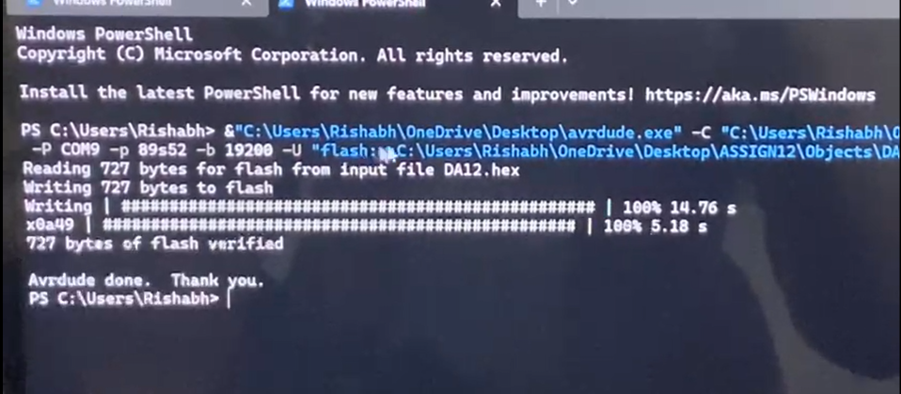 Windows PowerShell Windows PowerShell
Windows PowerShell
Copyright (C) Microsoft Corporation. All rights reserved.
Install the latest PowerShell for new features and improvements! https://aka.ms/PSWindows
PS C:\Users\Rishabh> &"C:\Users\Rishabh\OneDrive\Desktop\avrdude.exe" -C "C:\Users\Rishabh\O
-P COM9 -p 89s52 -b 19200 -U "flash: C:\Users\Rishabh\OneDrive\Desktop\ASSIGN12\Objects\DA
Reading 727 bytes for flash from input file DA12.hex
Writing 727 bytes to flash
Writing | ################################################## | 100% 14.76 s
x0a49 | ################################################## | 100% 5.18 s
727 bytes of flash verified
Avrdude done. Thank you.
PS C:\Users\Rishabh>